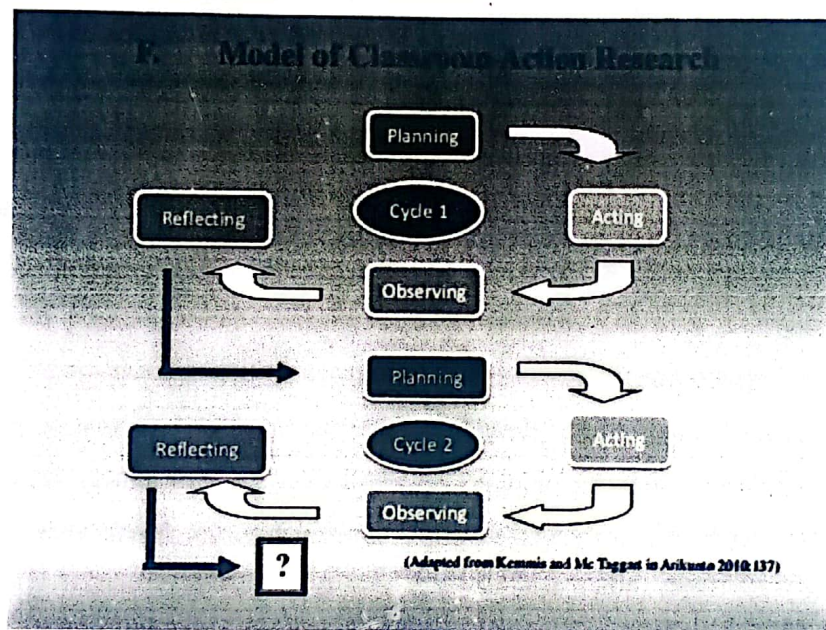 F. Model of Classroom Action Research
Planning
Cycle 1
Reflecting
Acting
Observing
Planning
Cycle 2
Reflecting
Acting
Observing
?
(Adapted from Kemmis and Mc Taggart in Arikunto 2010:137)